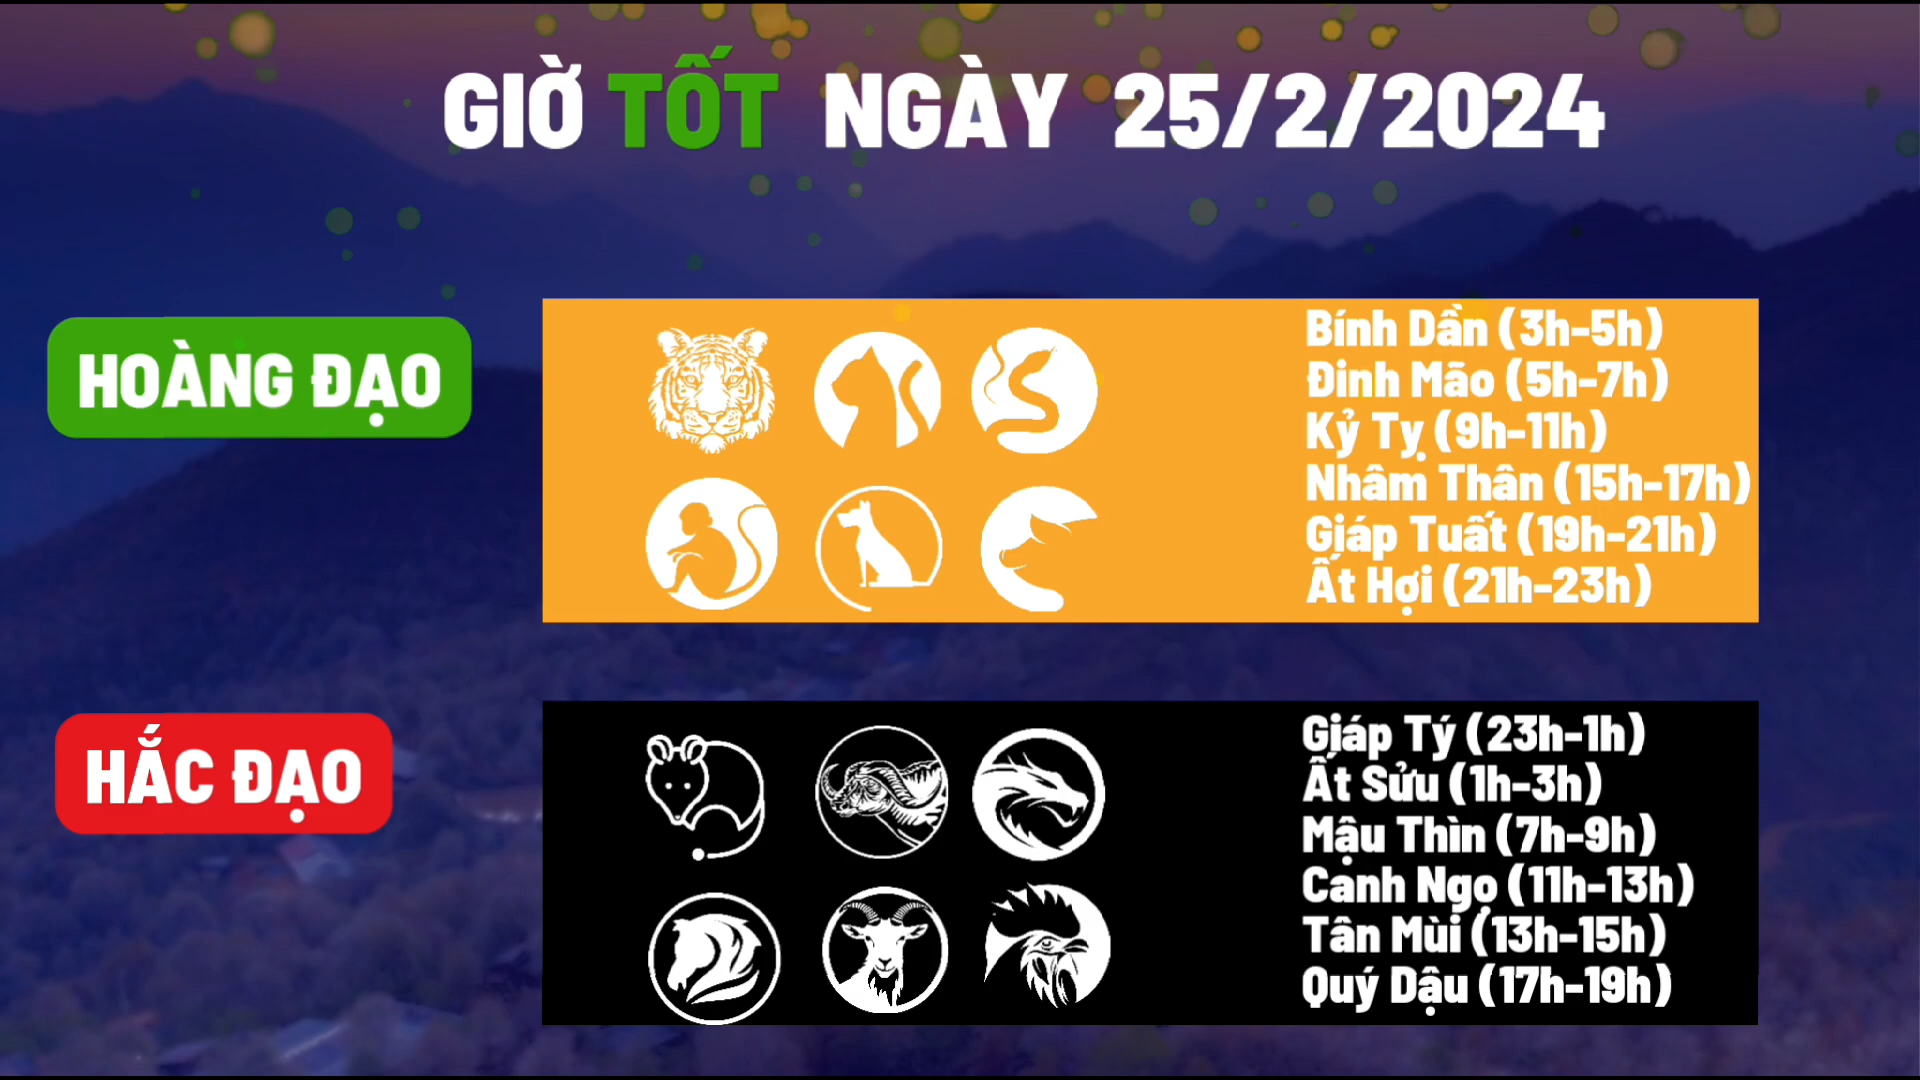 GIỜ TỐT NGÀY 25/2/2024
HOÀNG ĐẠO
Bính Dần (3h-5h)
Đinh Mão (5h-7h)
Kỷ Tỵ (9h-11h)
Nhâm Thân (15h-17h)
Giáp Tuất (19h-21h)
Ất Hợi (21h-23h)
HẮC ĐẠO
Giáp Tý (23h-1h)
Ất Sửu (1h-3h)
Mậu Thìn (7h-9h)
Canh Ngọ (11h-13h)
Tân Mùi (13h-15h)
Quý Dậu (17h-19h)